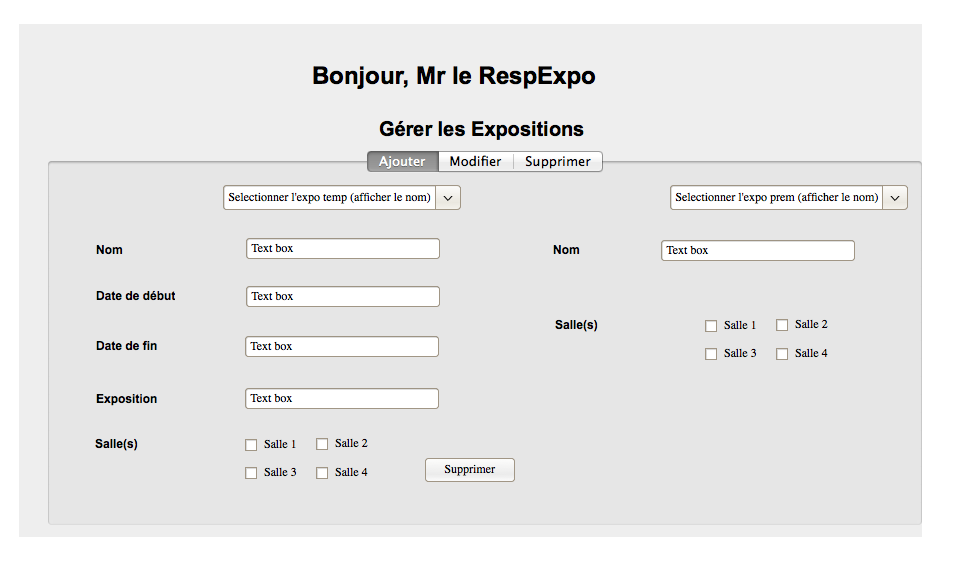 Bonjour, Mr le RespExpo
Gérer les Expositions
Ajouter Modifier Supprimer
Selectionner l'expo temp (afficher le nom) Selectionner l'expo prem (afficher le nom)
Nom Text box Nom Text box
Date de début Text box
Salle(s) Salle 1 Salle 2
Date de fin Text box
Salle 3 Salle 4
Exposition Text box
Salle(s) Salle 1 Salle 2
Salle 3 Salle 4 Supprimer